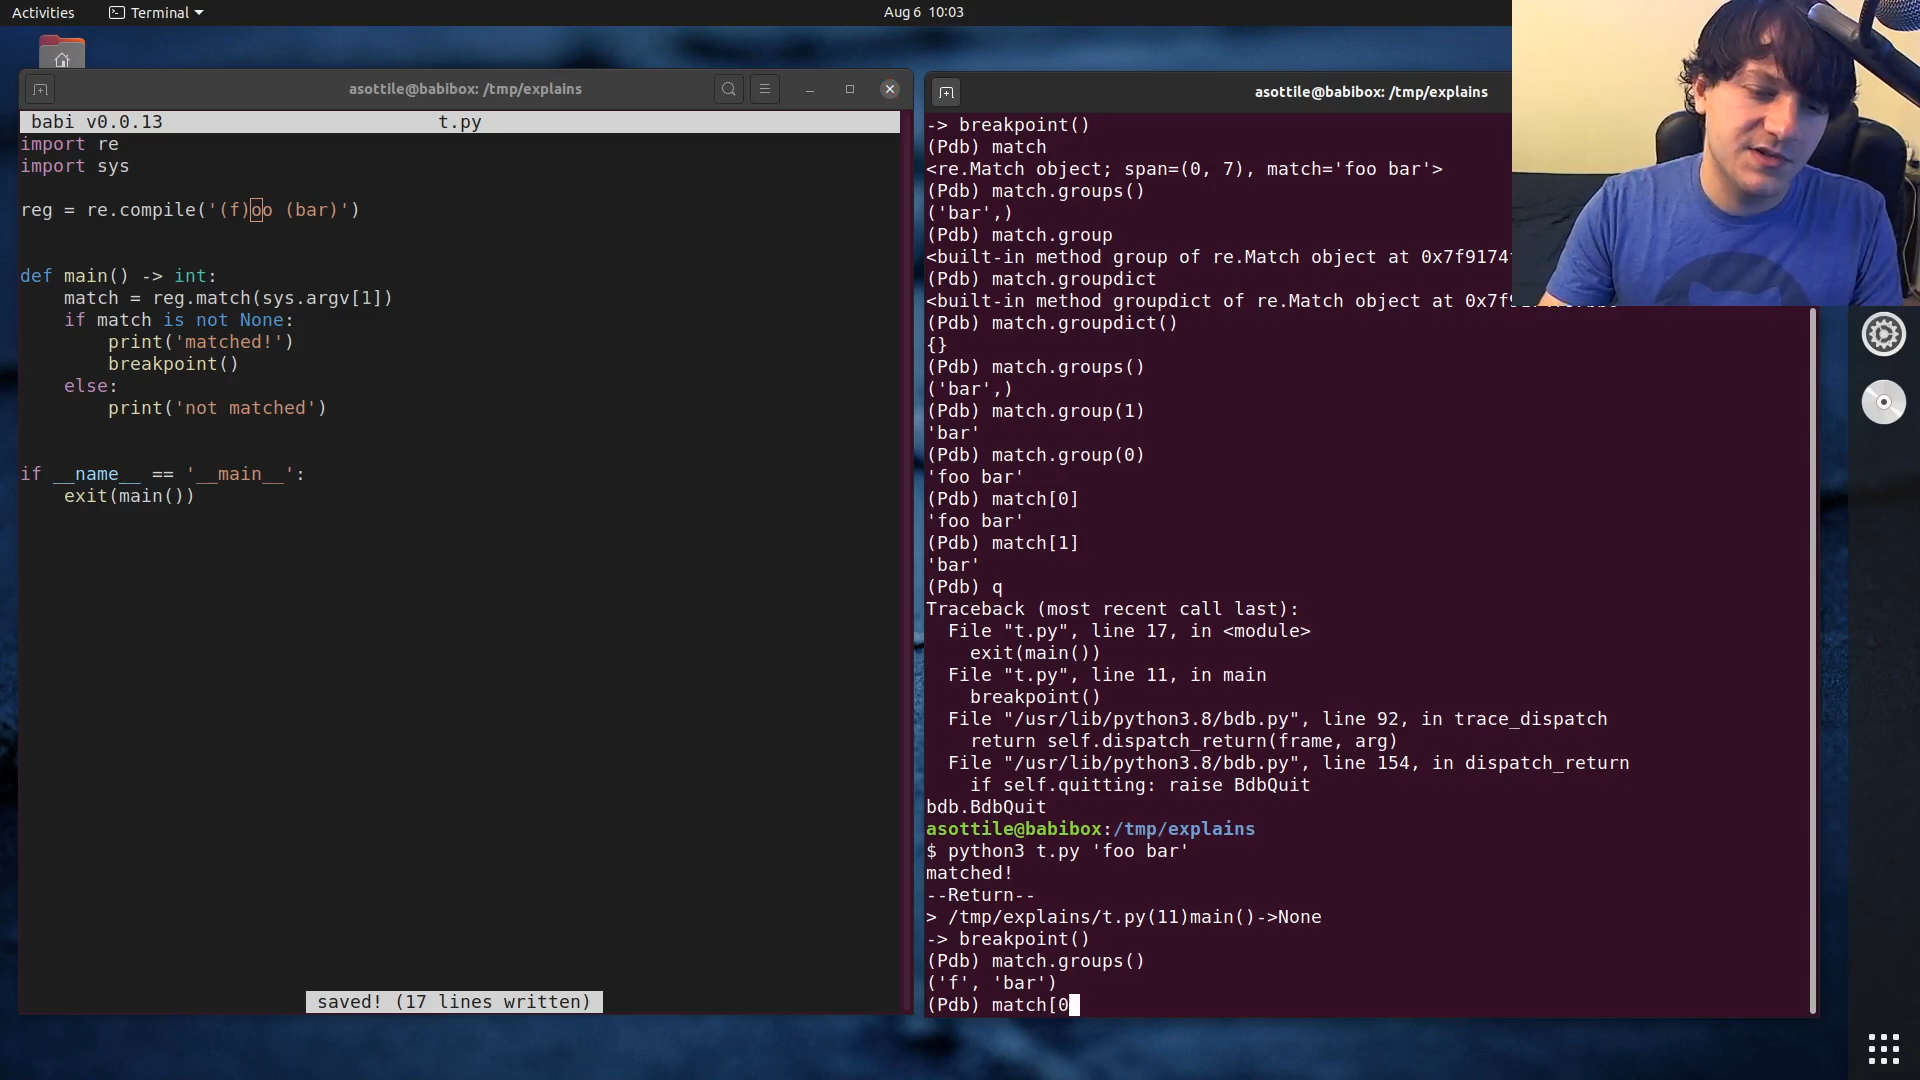 Activities
Terminal
Aug 6 10:03
asottile@babibox: /tmp/explains
babi v0.0.13 t.py
import re
import sys
reg = re.compile('(f)oo (bar)')
def main() -> int:
match = reg.match(sys.argv[1])
if match is not None:
print('matched!')
breakpoint()
else:
print('not matched')
if __name__ == '__main__':
exit(main())
saved! (17 lines written)
asottile@babibox: /tmp/explains
-> breakpoint()
(Pdb) match
<re.Match object; span=(0, 7), match='foo bar'>
(Pdb) match.groups()
('bar',)
(Pdb) match.group
<built-in method group of re.Match object at
(Pdb) match.groupdict
<built-in method groupdict of re.Match object at
(Pdb) match.groupdict()
{}
(Pdb) match.groups()
('bar',)
(Pdb) match.group(1)
'bar'
(Pdb) match.group(0)
'foo bar'
(Pdb) match[0]
'foo bar'
(Pdb) match[1]
'bar'
(Pdb) q
Traceback (most recent call last):
File "t.py", line 17, in <module>
exit(main())
File "t.py", line 11, in main
breakpoint()
File "/usr/lib/python3.8/bdb.py", line 92, in trace_dispatch
return self.dispatch_return(frame, arg)
File "/usr/lib/python3.8/bdb.py", line 154, in dispatch_return
if self.quitting: raise BdbQuit
bdb.BdbQuit
asottile@babibox:/tmp/explains
$ python3 t.py 'foo bar'
matched!
--Return--
> /tmp/explains/t.py(11)main()->None
-> breakpoint()
(Pdb) match.groups()
('f', 'bar')
(Pdb) match[0